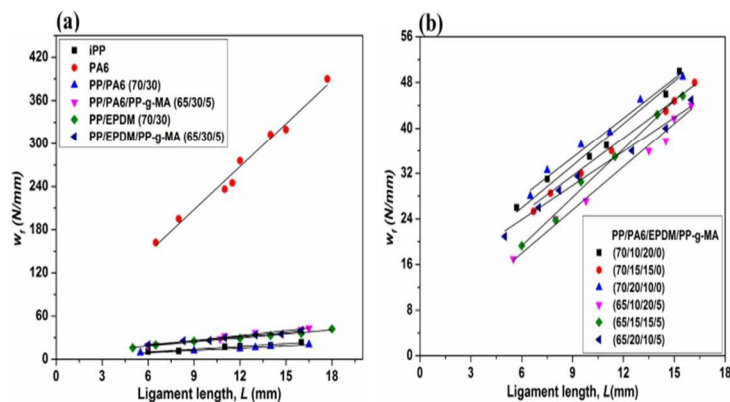 (a)
w_f (N/mm)
420
360
300
240
180
120
60
0
iPP
PA6
PP/PA6 (70/30)
PP/PA6/PP-g-MA (65/30/5)
PP/EPDM (70/30)
PP/EPDM/PP-g-MA (65/30/5)
0 3 6 9 12 15 18
Ligament length, L (mm)
(b)
w_f (N/mm)
56
48
40
32
24
16
8
0
PP/PA6/EPDM/PP-g-MA
(70/10/20/0)
(70/15/15/0)
(70/20/10/0)
(65/10/20/5)
(65/15/15/5)
(65/20/10/5)
0 3 6 9 12 15 18
Ligament length, L(mm)